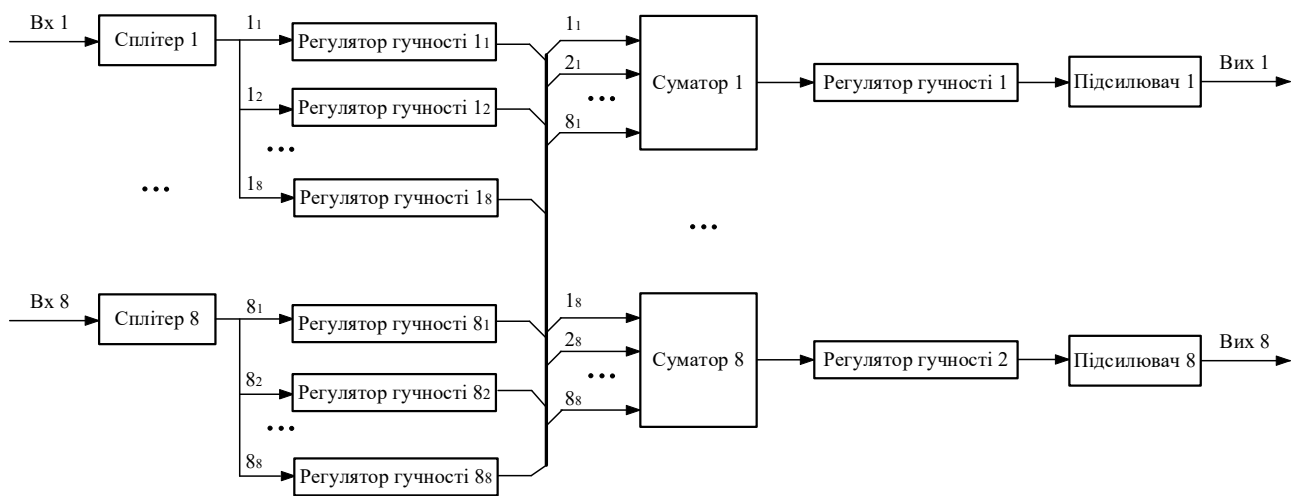 Вх 1
Сплітер 1
1₁
Регулятор гучності 1₁
1₂
Регулятор гучності 1₂
...
1₈
Регулятор гучності 1₈
...
1₁
2₁
...
8₁
Суматор 1
Регулятор гучності 1
Підсилювач 1
Вих 1
...
Вх 8
Сплітер 8
8₁
Регулятор гучності 8₁
8₂
Регулятор гучності 8₂
...
8₈
Регулятор гучності 8₈
1₈
2₈
...
8₈
Суматор 8
Регулятор гучності 2
Підсилювач 8
Вих 8